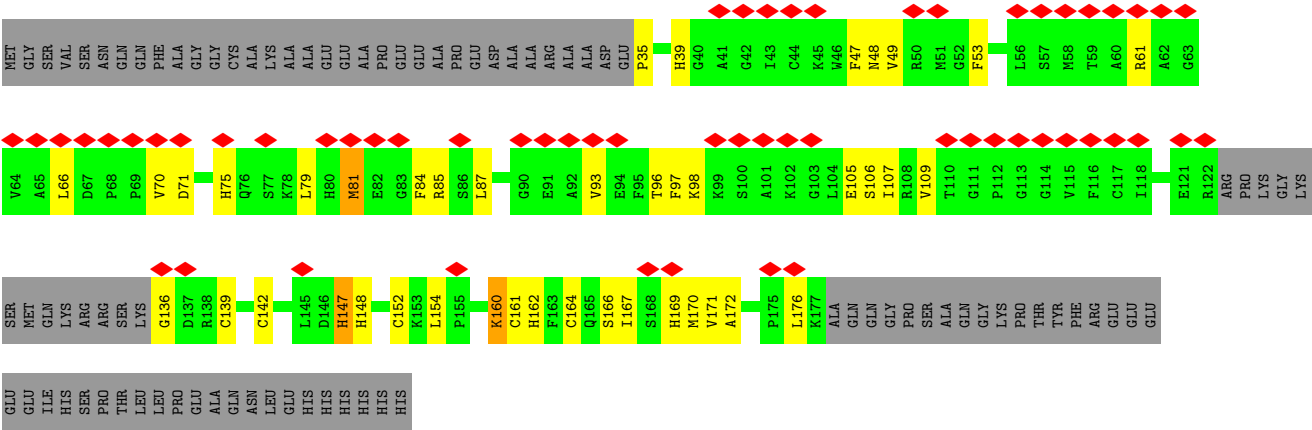 MET GLY SER VAL SER SER ASN GLN GLN PHE ALA GLY GLY CYS ALA LYS ALA ALA GLU GLU ALA PRO GLU GLU ALA PRO GLU ASP ALA ALA ARG ALA ALA ASP GLU P35 H39 G40 A41 G42 I43 C44 K45 W46 F47 N48 V49 R50 M51 G52 F53 L56 S57 M58 T59 A60 R61 A62 G63
V64 A65 L66 D67 P68 P69 V70 D71 H75 Q76 S77 K78 L79 H80 M81 E82 G83 F84 R85 S86 L87 G90 E91 A92 V93 E94 F95 T96 F97 K98 K99 S100 A101 K102 G103 L104 E105 S106 I107 R108 V109 T110 G111 P112 G113 G114 V115 F116 C117 I118 E121 R122 ARG PRO LYS GLY LYS
SER MET GLN LYS ARG ARG SER LYS G136 D137 R138 C139 C142 L145 D146 H147 H148 C152 K153 L154 P155 K160 C161 H162 F163 C164 Q165 S166 I167 S168 H169 M170 V171 A172 P175 L176 K177 ALA GLN GLN GLY PRO SER ALA GLN GLY LYS PRO THR TYR PHE ARG GLU GLU GLU
GLU GLU ILE HIS SER PRO THR LEU LEU PRO GLU ALA GLN ASN LEU GLU HIS HIS HIS HIS HIS HIS